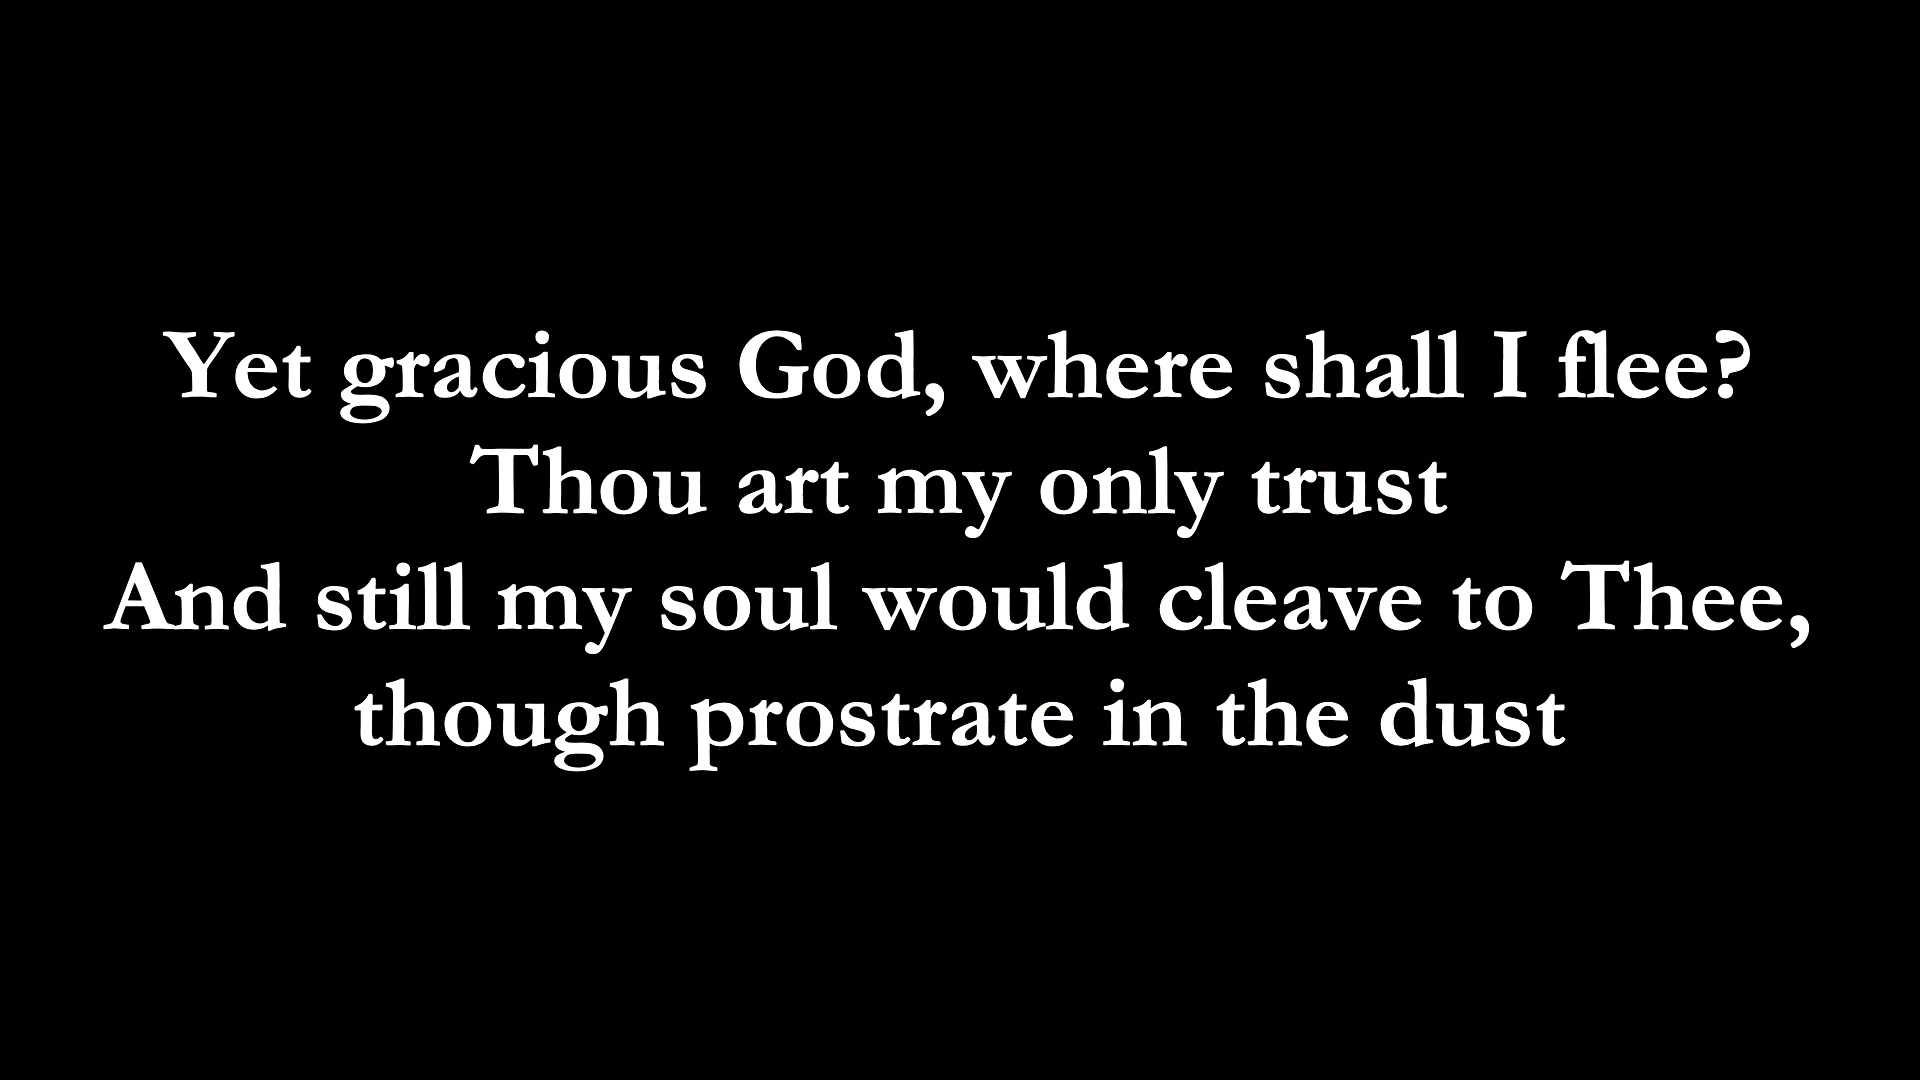 Yet gracious God, where shall I flee?
Thou art my only trust
And still my soul would cleave to Thee,
though prostrate in the dust